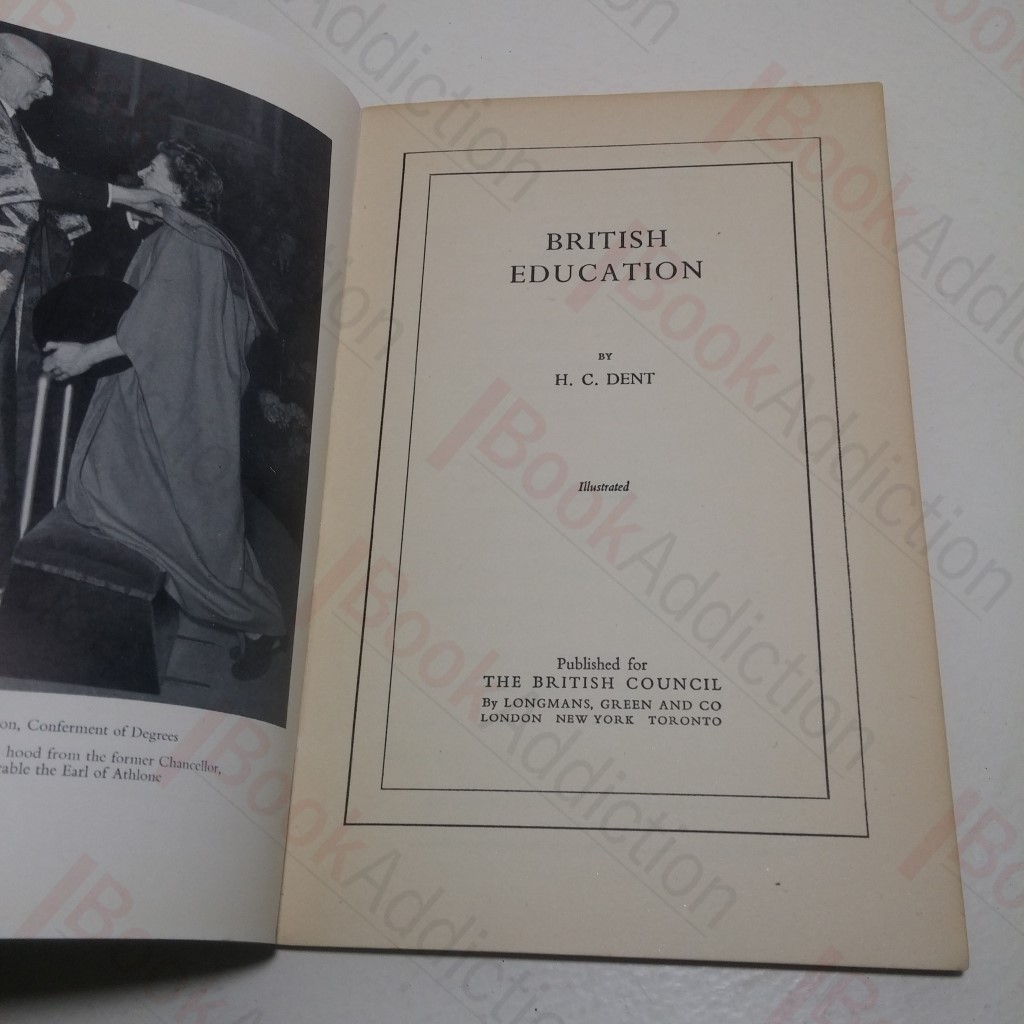 on, Conferment of Degrees
hood from the former Chancellor,
able the Earl of Athlone
BRITISH
EDUCATION
BY
H. C. DENT
Illustrated
Published for
THE BRITISH COUNCIL
By LONGMANS, GREEN AND CO
LONDON NEW YORK TORONTO
BookAddiction